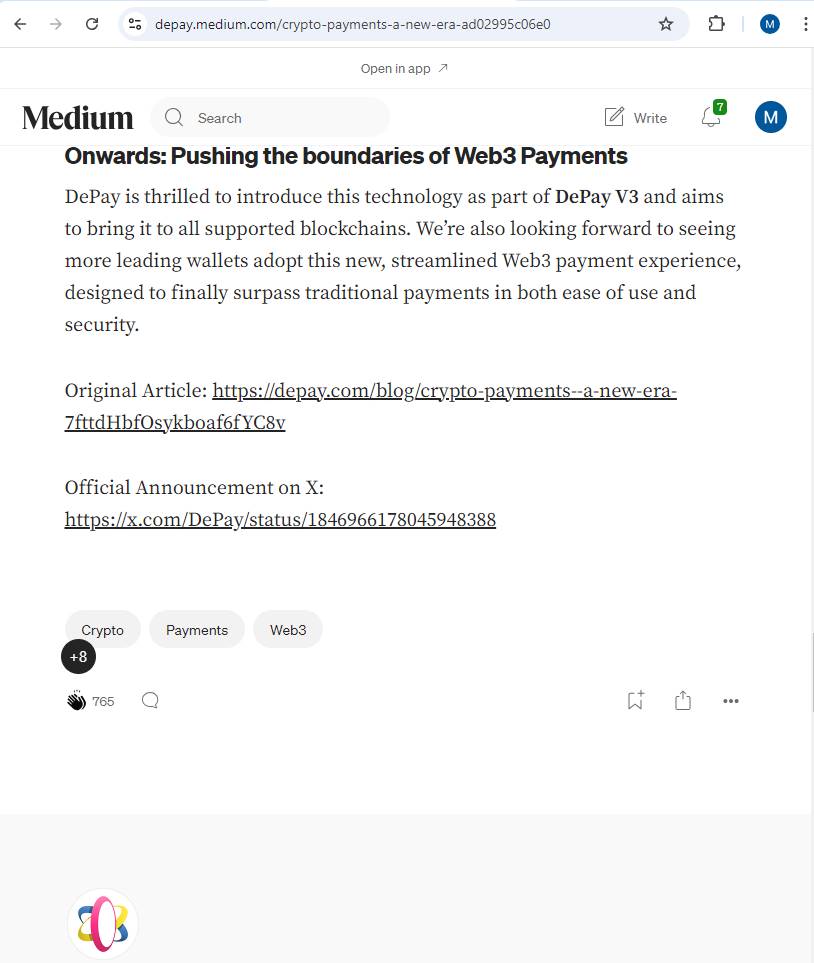 depay.medium.com/crypto-payments-a-new-era-ad02995c06e0
M
Open in app ↗
Medium
Search
Write
7
M
Onwards: Pushing the boundaries of Web3 Payments
DePay is thrilled to introduce this technology as part of DePay V3 and aims
to bring it to all supported blockchains. We’re also looking forward to seeing
more leading wallets adopt this new, streamlined Web3 payment experience,
designed to finally surpass traditional payments in both ease of use and
security.
Original Article: https://depay.com/blog/crypto-payments--a-new-era-
7fttdHbfOsykboaf6fYC8v
Official Announcement on X:
https://x.com/DePay/status/1846966178045948388
Crypto
Payments
Web3
+8
765